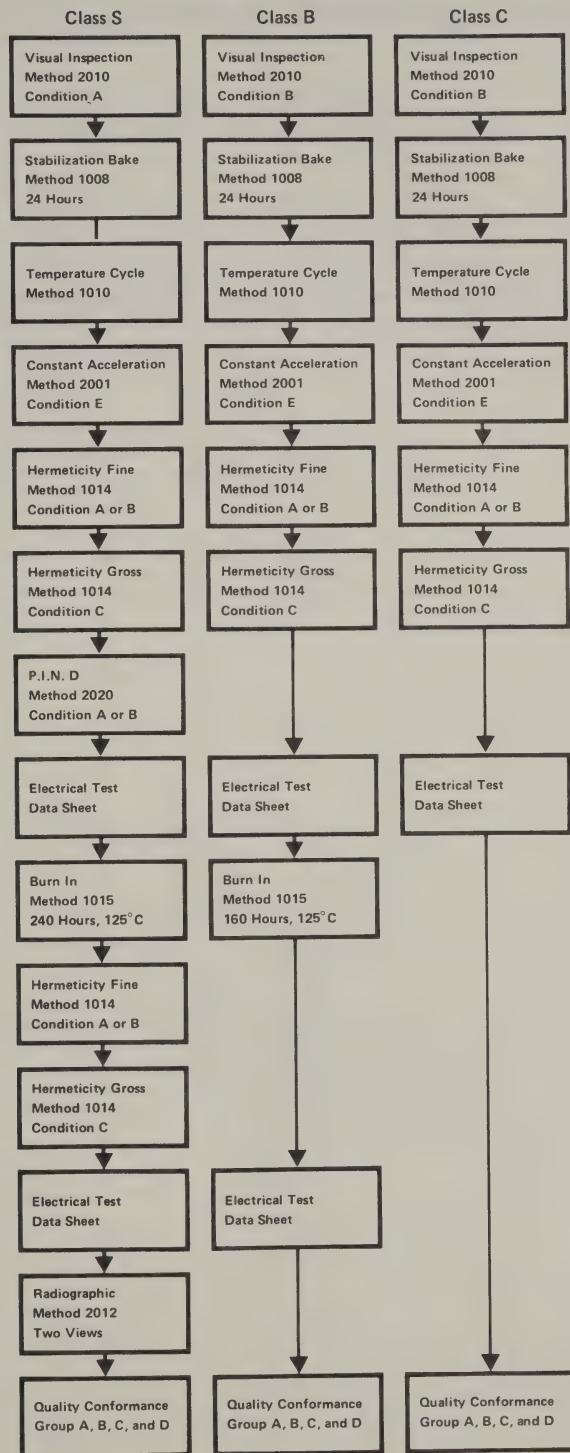 Class S
Visual Inspection
Method 2010
Condition A
Stabilization Bake
Method 1008
24 Hours
Temperature Cycle
Method 1010
Constant Acceleration
Method 2001
Condition E
Hermeticity Fine
Method 1014
Condition A or B
Hermeticity Gross
Method 1014
Condition C
P.I.N. D
Method 2020
Condition A or B
Electrical Test
Data Sheet
Burn In
Method 1015
240 Hours, 125°C
Hermeticity Fine
Method 1014
Condition A or B
Hermeticity Gross
Method 1014
Condition C
Electrical Test
Data Sheet
Radiographic
Method 2012
Two Views
Quality Conformance
Group A, B, C, and D
Class B
Visual Inspection
Method 2010
Condition B
Stabilization Bake
Method 1008
24 Hours
Temperature Cycle
Method 1010
Constant Acceleration
Method 2001
Condition E
Hermeticity Fine
Method 1014
Condition A or B
Hermeticity Gross
Method 1014
Condition C
Electrical Test
Data Sheet
Burn In
Method 1015
160 Hours, 125°C
Electrical Test
Data Sheet
Quality Conformance
Group A, B, C, and D
Class C
Visual Inspection
Method 2010
Condition B
Stabilization Bake
Method 1008
24 Hours
Temperature Cycle
Method 1010
Constant Acceleration
Method 2001
Condition E
Hermeticity Fine
Method 1014
Condition A or B
Hermeticity Gross
Method 1014
Condition C
Electrical Test
Data Sheet
Quality Conformance
Group A, B, C, and D